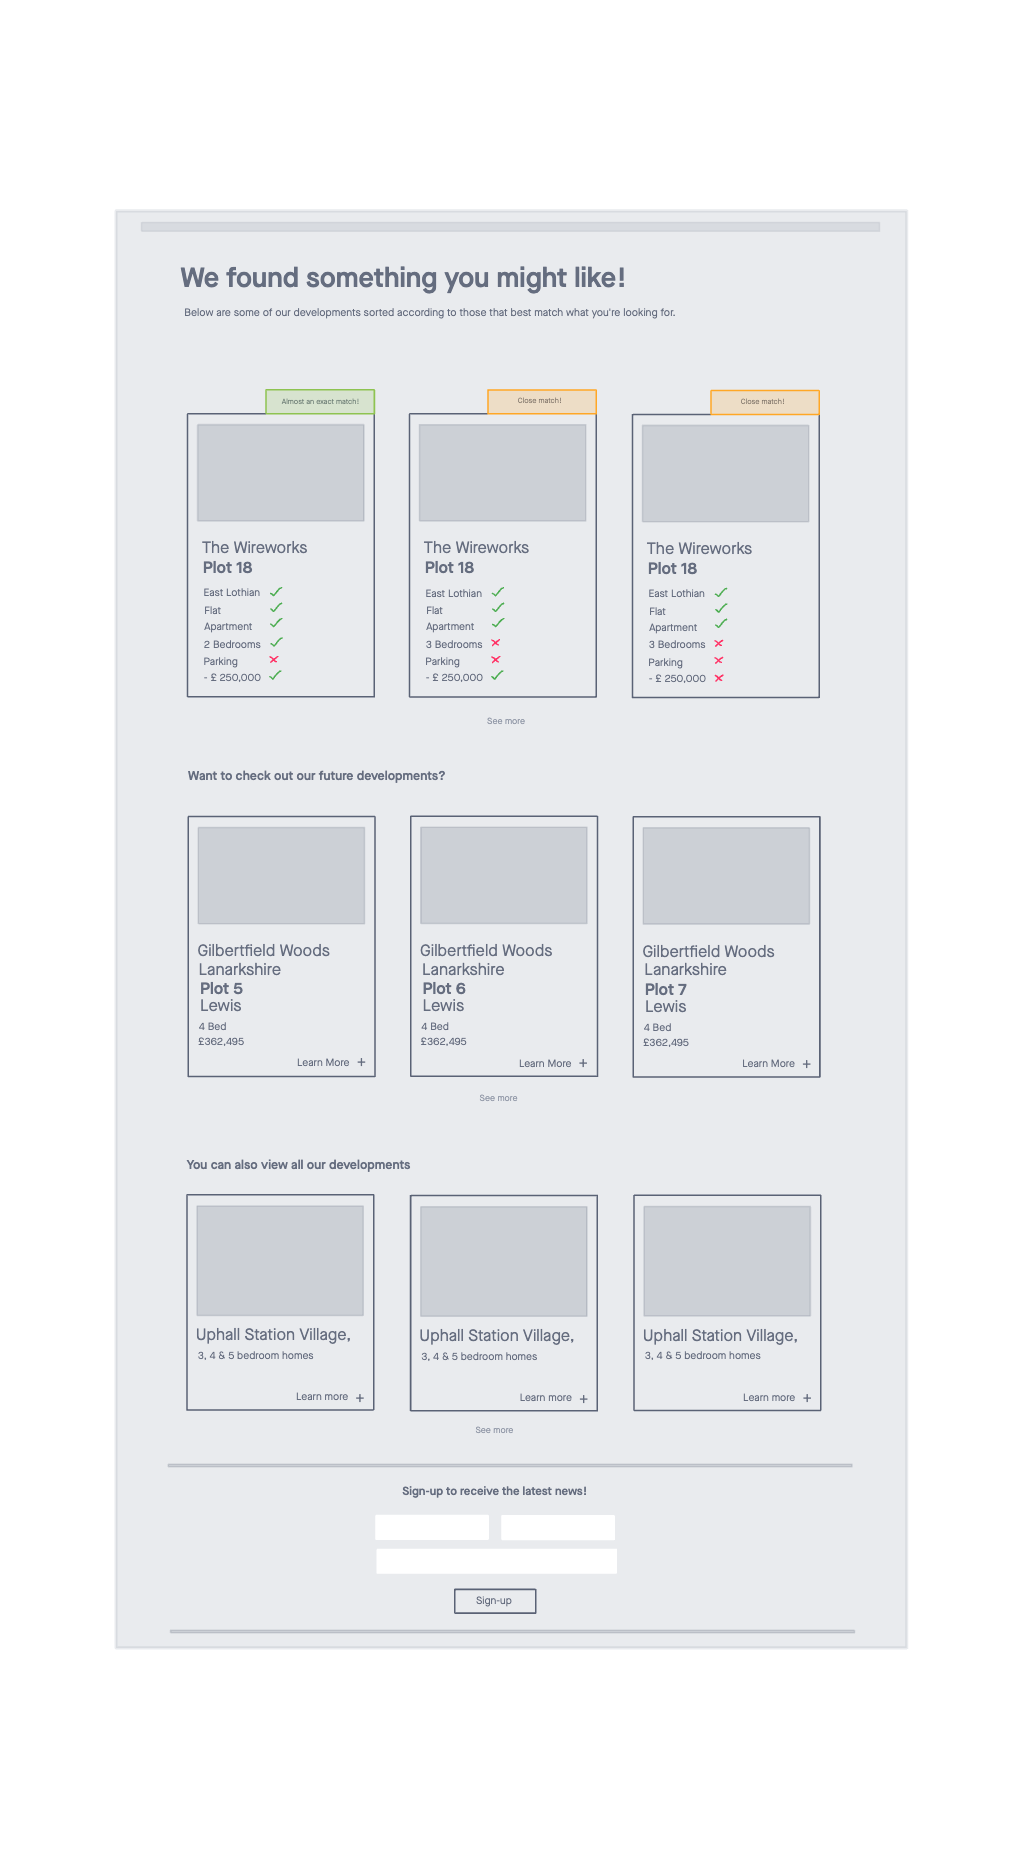 We found something you might like!
Below are some of our developments sorted according to those that best match what you're looking for.
Almost an exact match!
Close match!
Close match!
The Wireworks
Plot 18
East Lothian
Flat
Apartment
2 Bedrooms
Parking
- £ 250,000
The Wireworks
Plot 18
East Lothian
Flat
Apartment
3 Bedrooms
Parking
- £ 250,000
The Wireworks
Plot 18
East Lothian
Flat
Apartment
3 Bedrooms
Parking
- £ 250,000
See more
Want to check out our future developments?
Gilbertfield Woods
Lanarkshire
Plot 5
Lewis
4 Bed
£362,495
Learn More +
Gilbertfield Woods
Lanarkshire
Plot 6
Lewis
4 Bed
£362,495
Learn More +
Gilbertfield Woods
Lanarkshire
Plot 7
Lewis
4 Bed
£362,495
Learn More +
See more
You can also view all our developments
Uphall Station Village,
3, 4 & 5 bedroom homes
Learn more +
Uphall Station Village,
3, 4 & 5 bedroom homes
Learn more +
Uphall Station Village,
3, 4 & 5 bedroom homes
Learn more +
See more
Sign-up to receive the latest news!
Sign-up